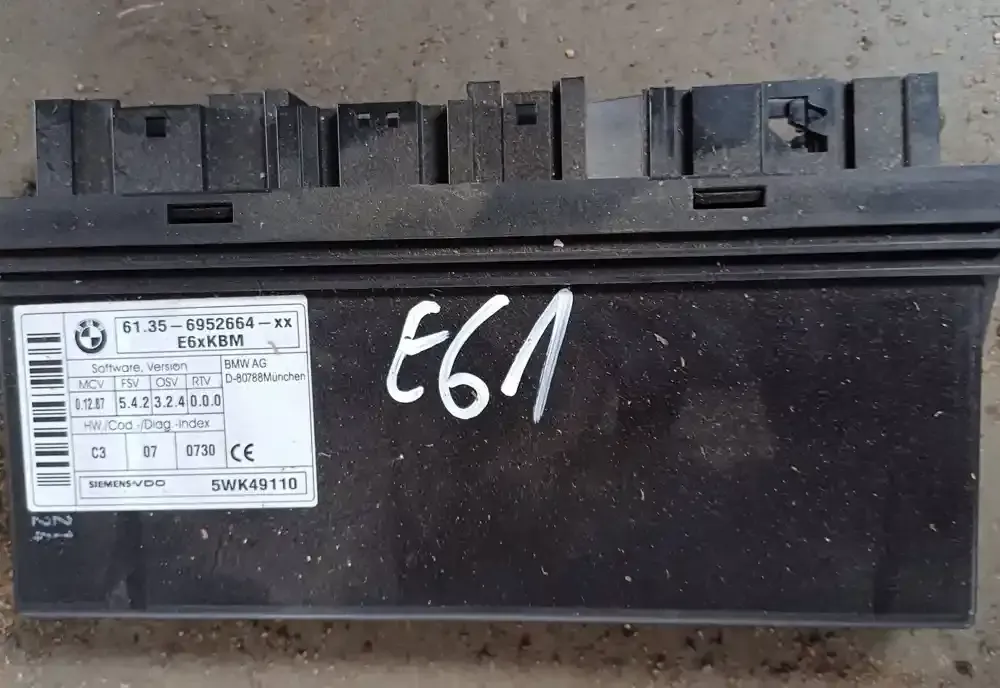 61.35-6952664-xx
E6xKBM
Software, Version
MCV FSV OSV RTV
0.12.87 5.4.2 3.2.4 0.0.0
HW./Cod.-/Diag.-Index
C3 07 0730
BMW AG
D-80788München
CE
SIEMENS VDO 5WK49110
E61